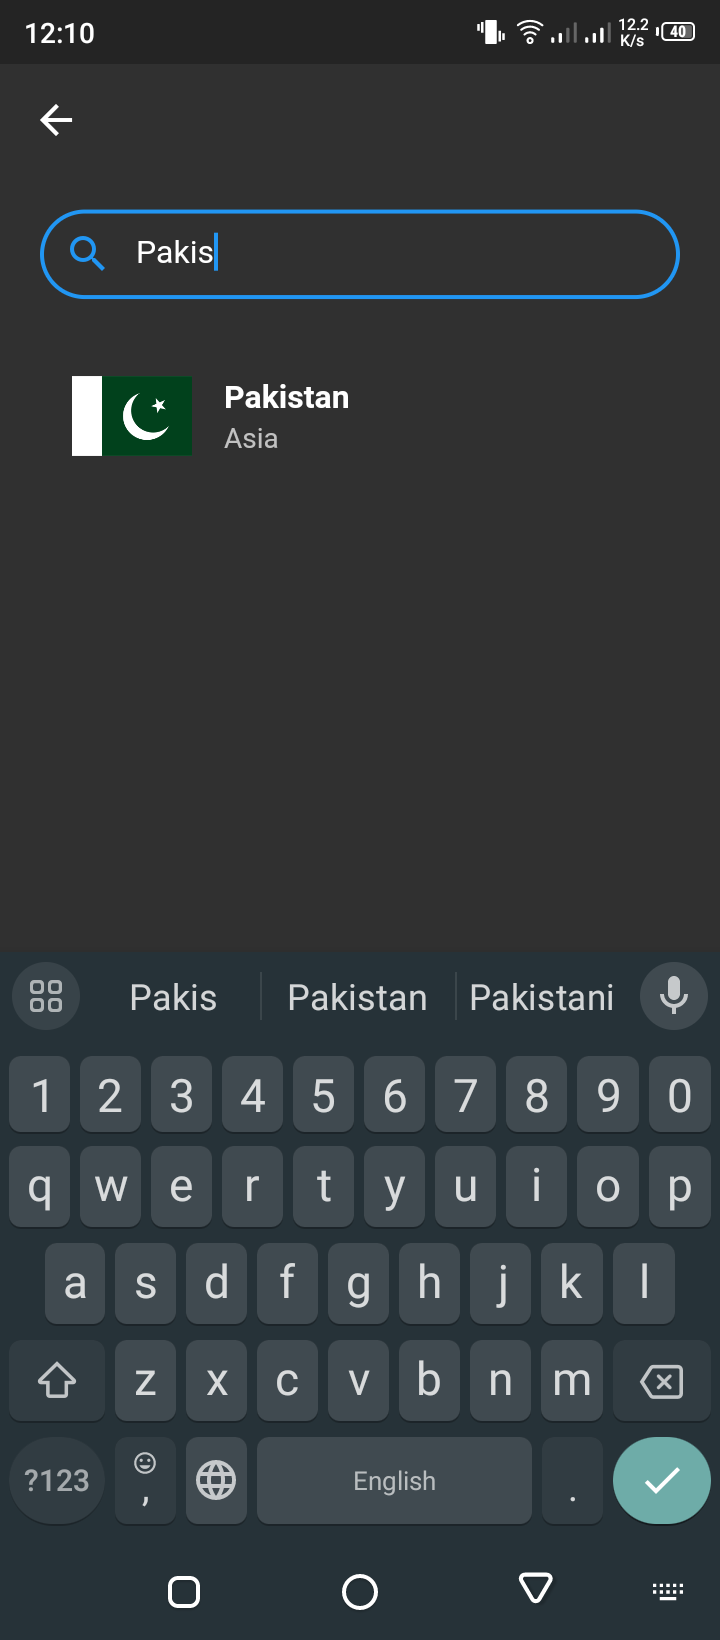 12:10
12.2 K/s
40
Pakis
Pakistan
Asia
Pakis Pakistan Pakistani
1 2 3 4 5 6 7 8 9 0
q w e r t y u i o p
a s d f g h j k l
z x c v b n m
?123 , English .